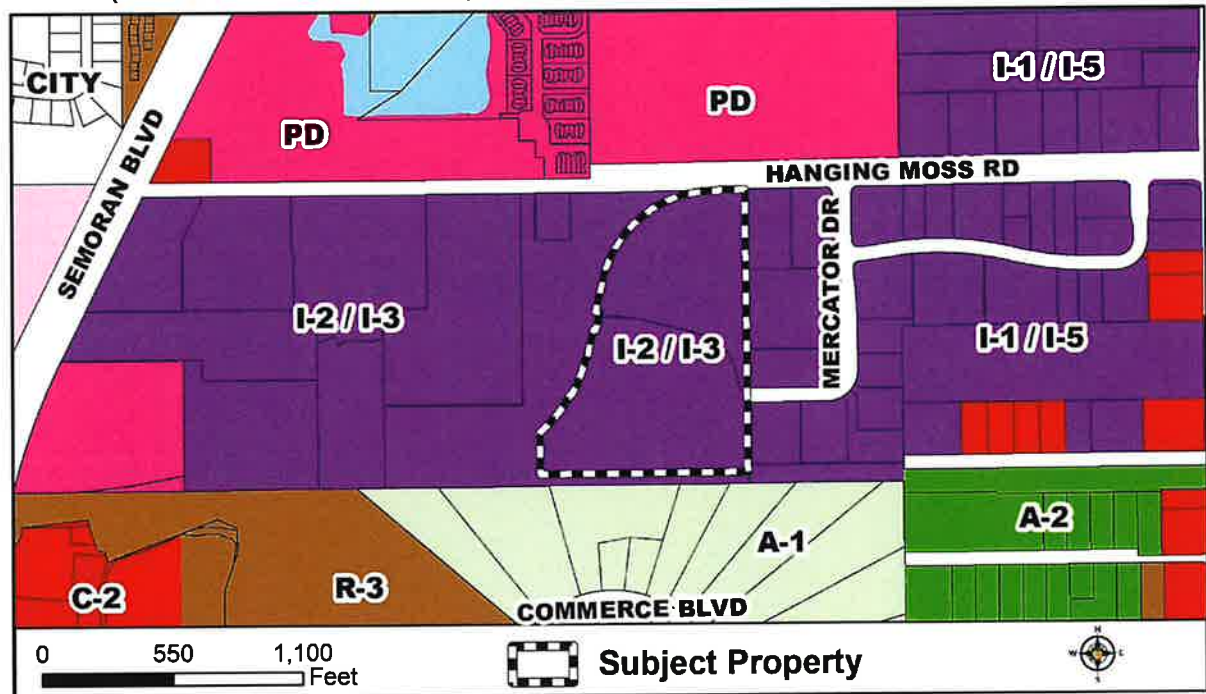 CITY
SEMORAN BLVD
PD
PD
I-1 / I-5
HANGING MOSS RD
MERCATOR DR
I-2 / I-3
I-2 / I-3
I-1 / I-5
A-2
A-1
C-2
R-3
COMMERCE BLVD
0 550 1,100
Feet
Subject Property
N
W E
S